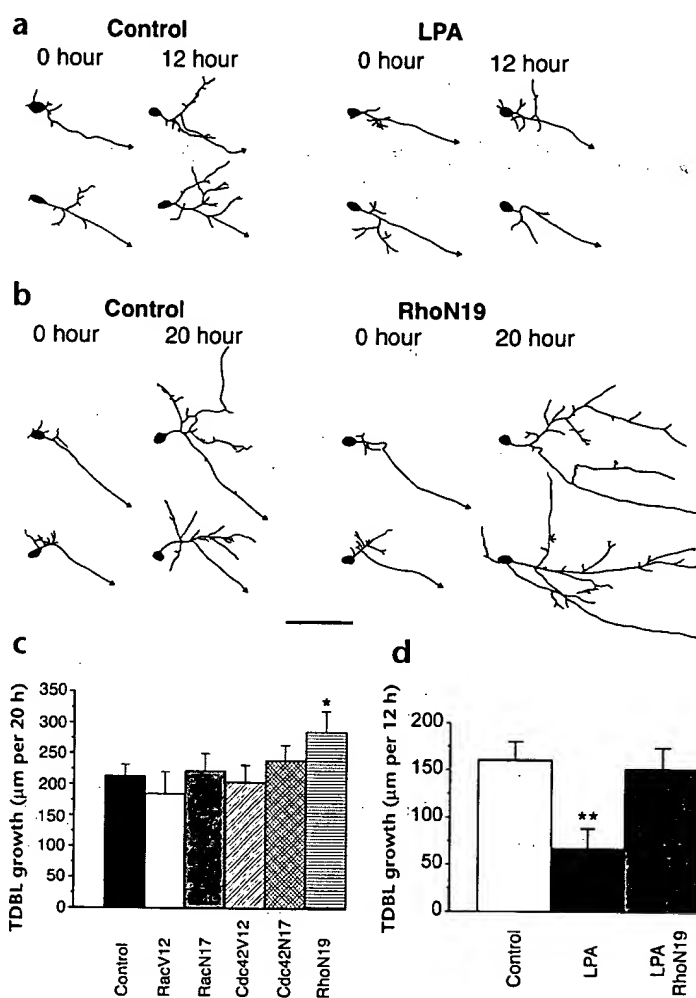 a
Control
LPA
0 hour
12 hour
0 hour
12 hour
b
Control
RhoN19
0 hour
20 hour
0 hour
20 hour
c
TDBL growth (μm per 20 h)
350
300
250
200
150
100
50
0
*
Control
RacV12
RacN17
Cdc42V12
Cdc42N17
RhoN19
d
TDBL growth (μm per 12 h)
200
150
100
50
0
**
Control
LPA
LPA
RhoN19